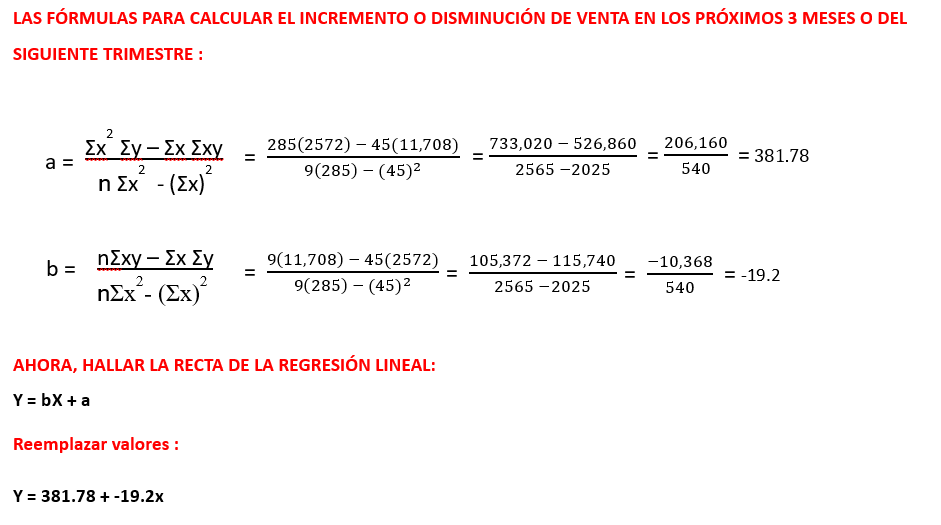 LAS FÓRMULAS PARA CALCULAR EL INCREMENTO O DISMINUCIÓN DE VENTA EN LOS PRÓXIMOS 3 MESES O DEL
SIGUIENTE TRIMESTRE :
a = (Σx² Σy – Σx Σxy) / (n Σx² - (Σx)²) = (285(2572) − 45(11,708)) / (9(285) − (45)²) = (733,020 − 526,860) / (2565 −2025) = 206,160 / 540 = 381.78
b = (nΣxy – Σx Σy) / (nΣx² - (Σx)²) = (9(11,708) − 45(2572)) / (9(285) − (45)²) = (105,372 − 115,740) / (2565 −2025) = −10,368 / 540 = -19.2
AHORA, HALLAR LA RECTA DE LA REGRESIÓN LINEAL:
Y = bX + a
Reemplazar valores :
Y = 381.78 + -19.2x